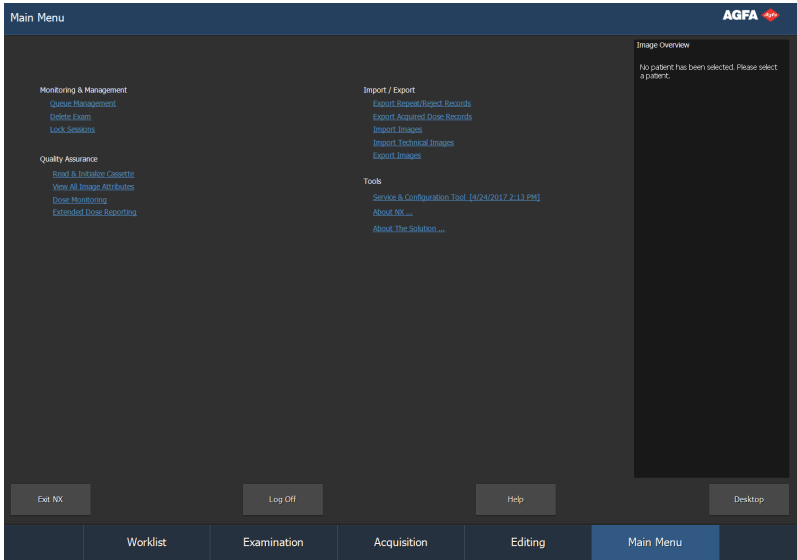 Main Menu
AGFA
Image Overview
No patient has been selected. Please select
a patient.
Monitoring & Management
Queue Management
Delete Exam
Lock Sessions
Quality Assurance
Read & Initialize Cassette
View All Image Attributes
Dose Monitoring
Extended Dose Reporting
Import / Export
Export Repeat/Reject Records
Export Acquired Dose Records
Import Images
Import Technical Images
Export Images
Tools
Service & Configuration Tool [4/24/2017 2:13 PM]
About NX ...
About The Solution ...
Exit NX
Log Off
Help
Desktop
Worklist
Examination
Acquisition
Editing
Main Menu